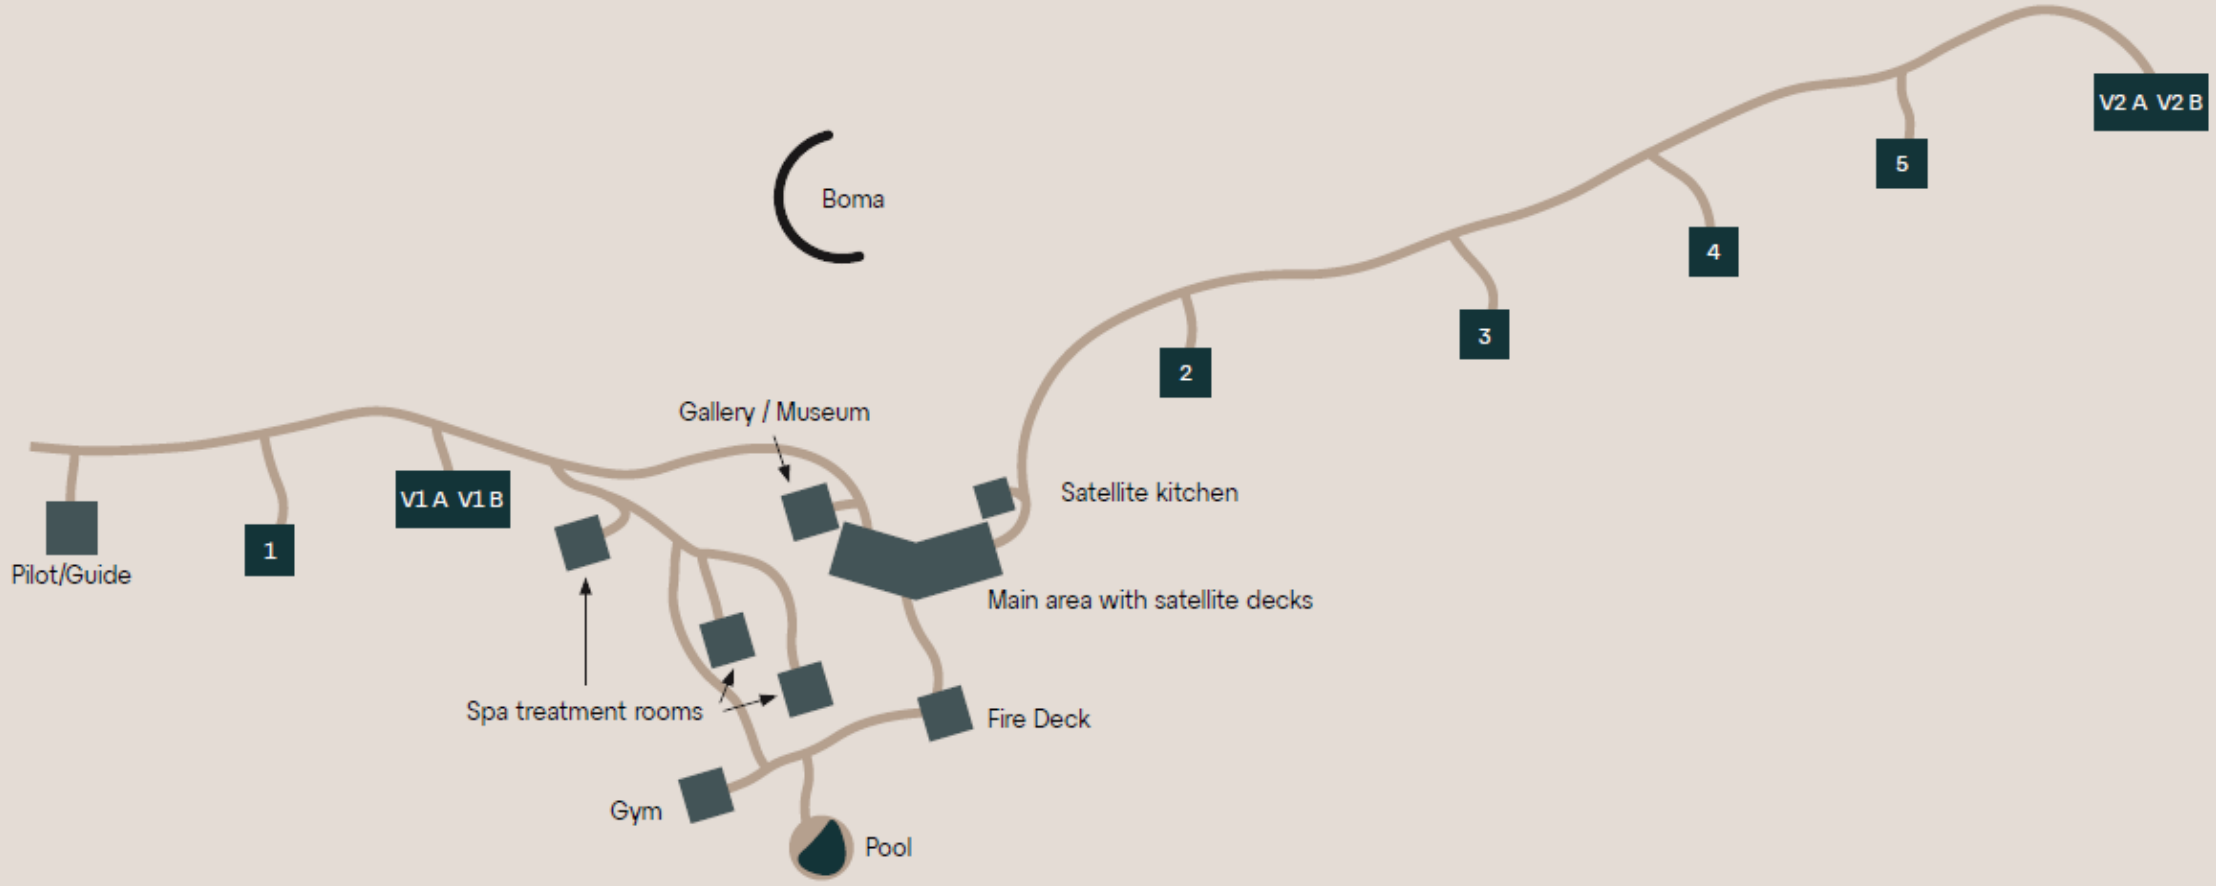 V2 A V2 B
5
Boma
4
3
2
Gallery / Museum
V1 A V1 B
Satellite kitchen
1
Pilot/Guide
Main area with satellite decks
Spa treatment rooms
Fire Deck
Gym
Pool